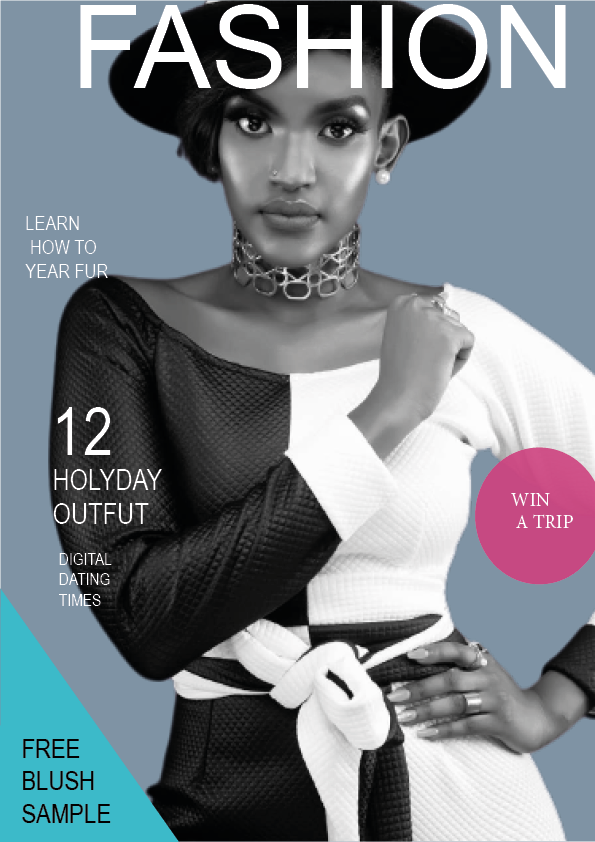 FASHION
LEARN
HOW TO
YEAR FUR
12
HOLYDAY
OUTFUT
WIN
A TRIP
DIGITAL
DATING
TIMES
FREE
BLUSH
SAMPLE